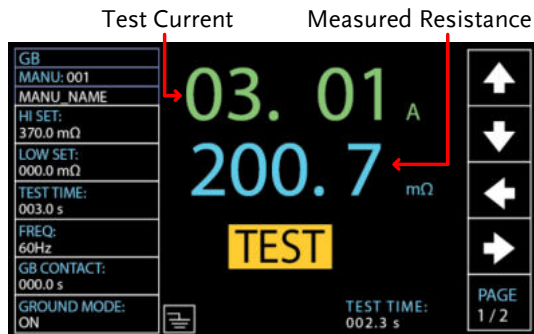 Test Current
Measured Resistance
GB
MANU: 001
MANU_NAME
HI SET:
370.0 mΩ
LOW SET:
000.0 mΩ
TEST TIME:
003.0 s
FREQ:
60Hz
GB CONTACT:
000.0 s
GROUND MODE:
ON
03. 01 A
200. 7 mΩ
TEST
TEST TIME:
002.3 s
PAGE
1 / 2